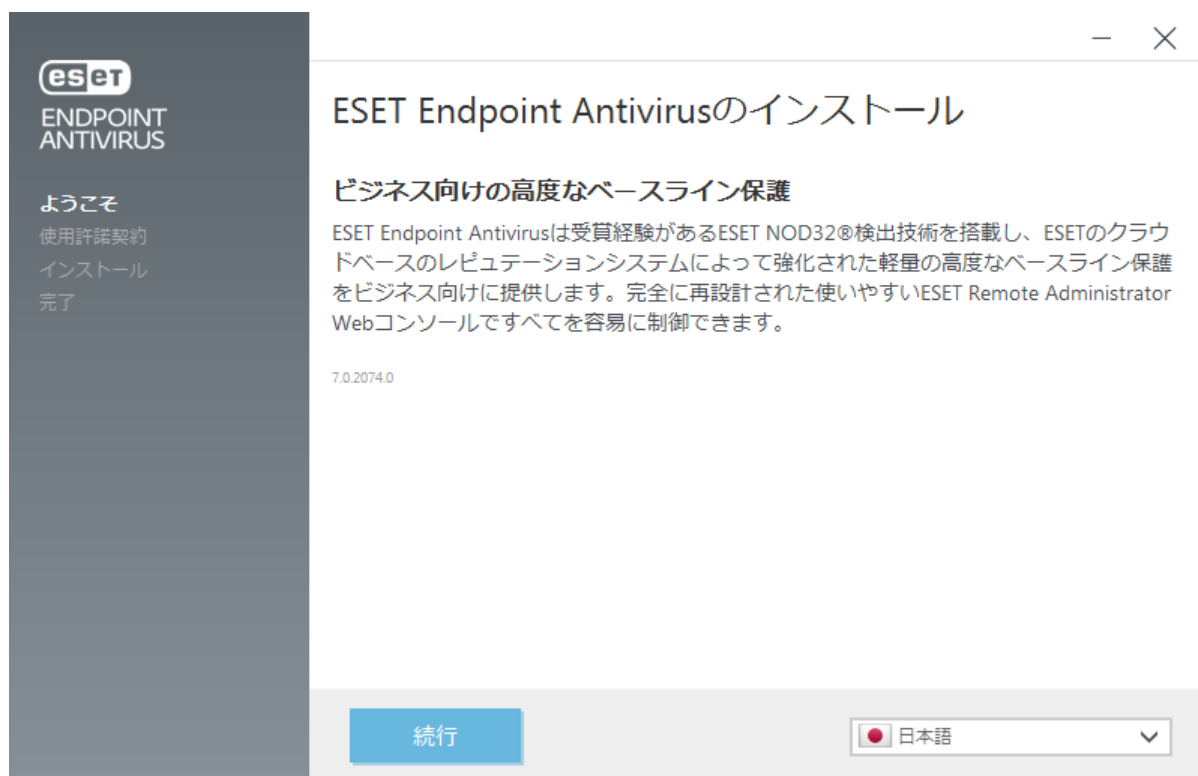 eset
ENDPOINT
ANTIVIRUS
ようこそ
使用許諾契約
インストール
完了
ESET Endpoint Antivirusのインストール
ビジネス向けの高度なベースライン保護
ESET Endpoint Antivirusは受賞経験があるESET NOD32®検出技術を搭載し、ESETのクラウ
ドベースのレピュテーションシステムによって強化された軽量の高度なベースライン保護
をビジネス向けに提供します。完全に再設計された使いやすいESET Remote Administrator
Webコンソールですべてを容易に制御できます。
7.0.2074.0
続行
日本語